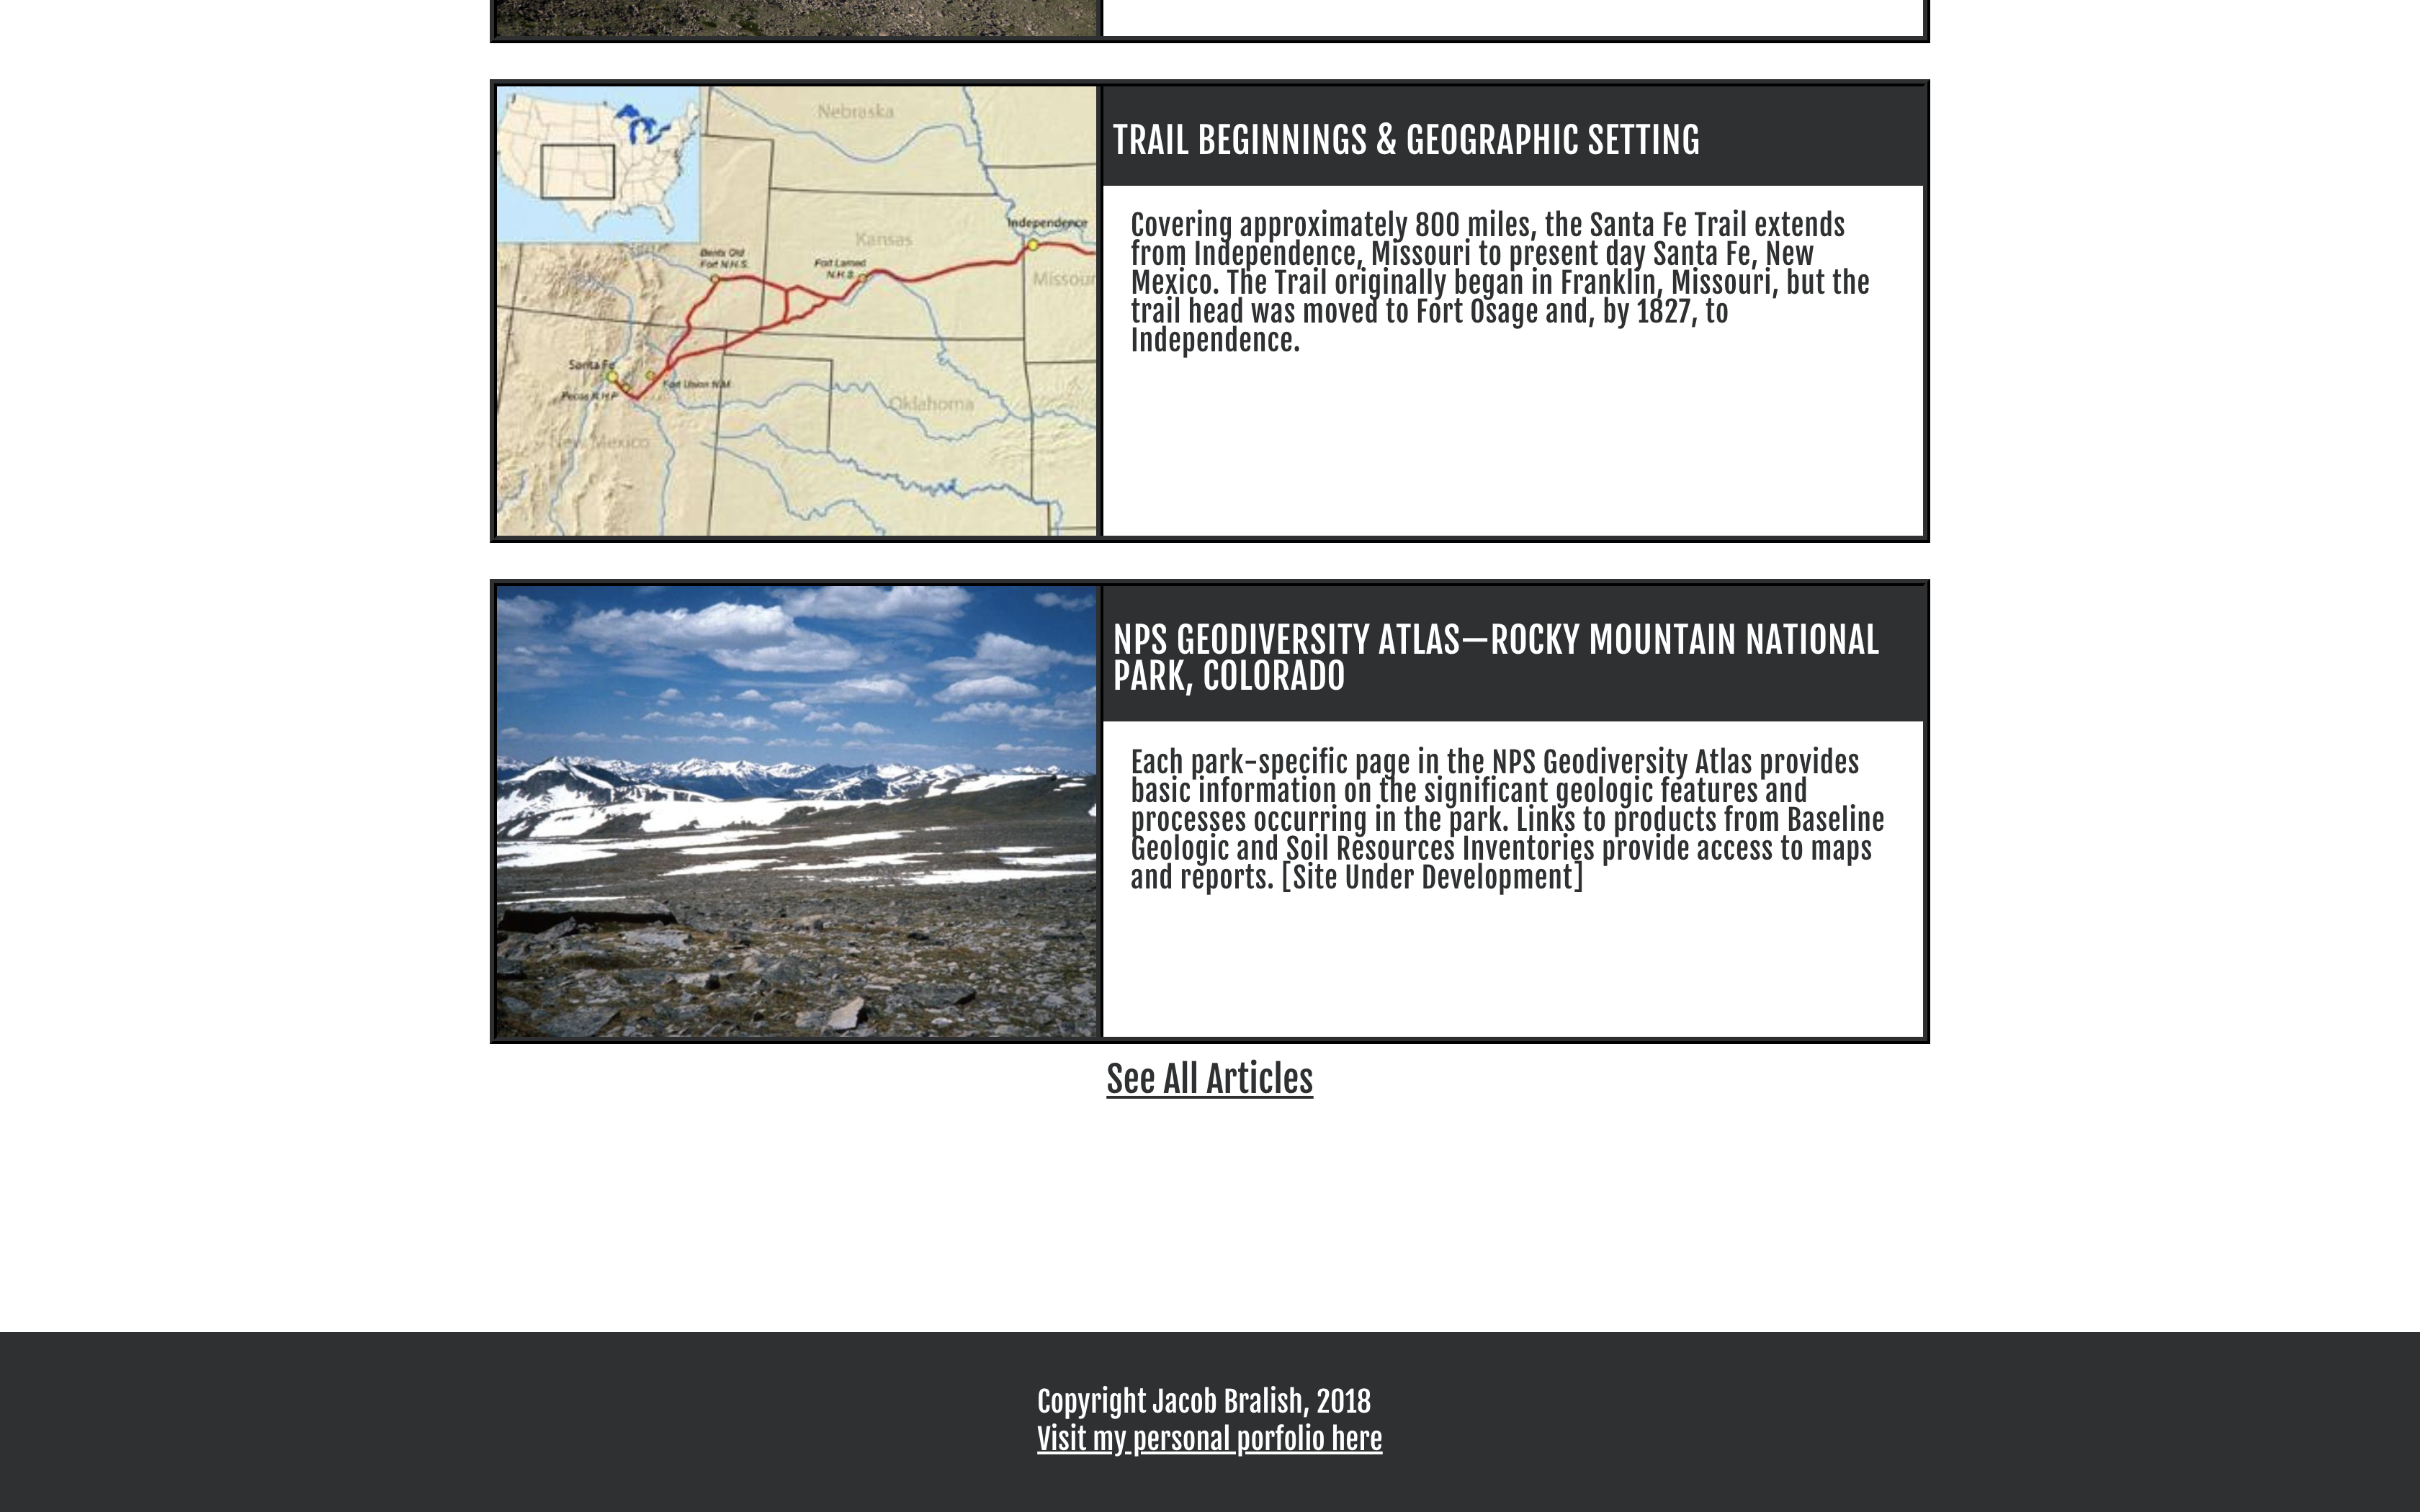 Nebraska
TRAIL BEGINNINGS & GEOGRAPHIC SETTING
Independence
Kansas
Bents Old
Fort N.H.S.
Fort Larned
N.H.S.
Missour
Santa Fe
Fort Union N.M.
Pecos N.H.P.
Oklahoma
New Mexico
Covering approximately 800 miles, the Santa Fe Trail extends
from Independence, Missouri to present day Santa Fe, New
Mexico. The Trail originally began in Franklin, Missouri, but the
trail head was moved to Fort Osage and, by 1827, to
Independence.
NPS GEODIVERSITY ATLAS—ROCKY MOUNTAIN NATIONAL
PARK, COLORADO
Each park-specific page in the NPS Geodiversity Atlas provides
basic information on the significant geologic features and
processes occurring in the park. Links to products from Baseline
Geologic and Soil Resources Inventories provide access to maps
and reports. [Site Under Development]
See All Articles
Copyright Jacob Bralish, 2018
Visit my personal porfolio here